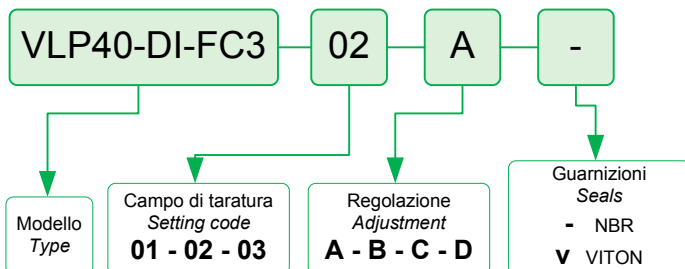 VLP40-DI-FC3
02
A
-
Modello
Type
Campo di taratura
Setting code
01 - 02 - 03
Regolazione
Adjustment
A - B - C - D
Guarnizioni
Seals
- NBR
V VITON